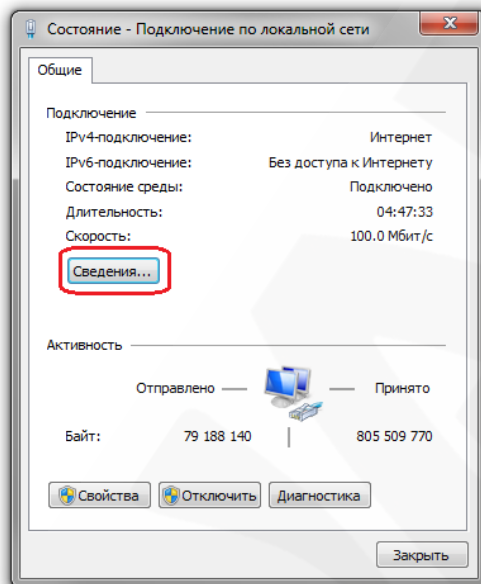 Состояние - Подключение по локальной сети
Общие
Подключение
IPv4-подключение: Интернет
IPv6-подключение: Без доступа к Интернету
Состояние среды: Подключено
Длительность: 04:47:33
Скорость: 100.0 Мбит/с
Сведения...
Активность
Отправлено Принято
Байт: 79 188 140 805 509 770
Свойства Отключить Диагностика
Закрыть